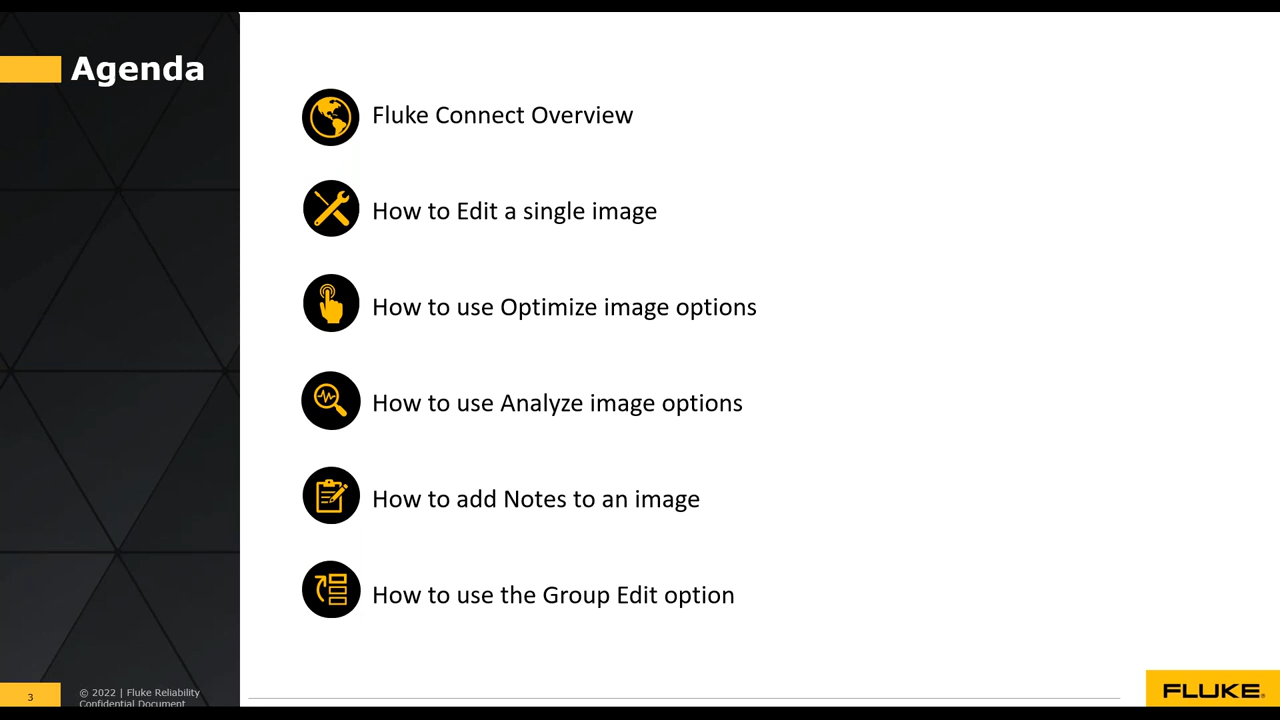 Agenda
Fluke Connect Overview
How to Edit a single image
How to use Optimize image options
How to use Analyze image options
How to add Notes to an image
How to use the Group Edit option
3
© 2022 | Fluke Reliability
Confidential Document
FLUKE®